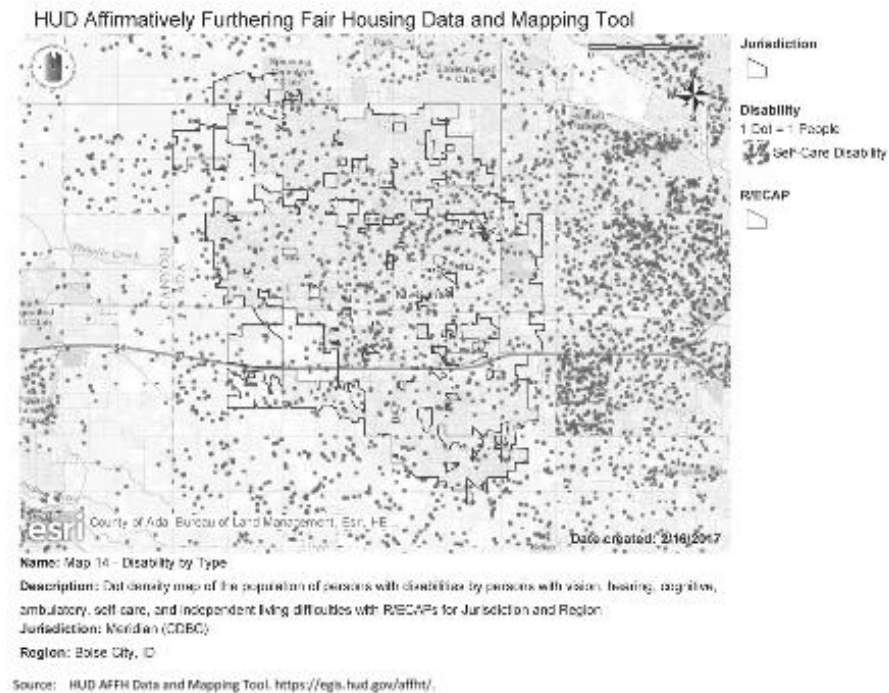 HUD Affirmatively Furthering Fair Housing Data and Mapping Tool
Jurisdiction
Disability
1 Dot = 1 People
Self-Care Disability
R/ECAP
Club
CANYON
ADA
esri
County of Ada, Bureau of Land Management, Esri, HE
Date created: 2/16/2017
Name: Map 14 - Disability by Type
Description: Dot density map of the population of persons with disabilities by persons with vision, hearing, cognitive,
ambulatory, self-care, and independent living difficulties with R/ECAPs for Jurisdiction and Region
Jurisdiction: Meridian (CDBG)
Region: Boise City, ID
Source: HUD AFFH Data and Mapping Tool. https://egis.hud.gov/affht/.